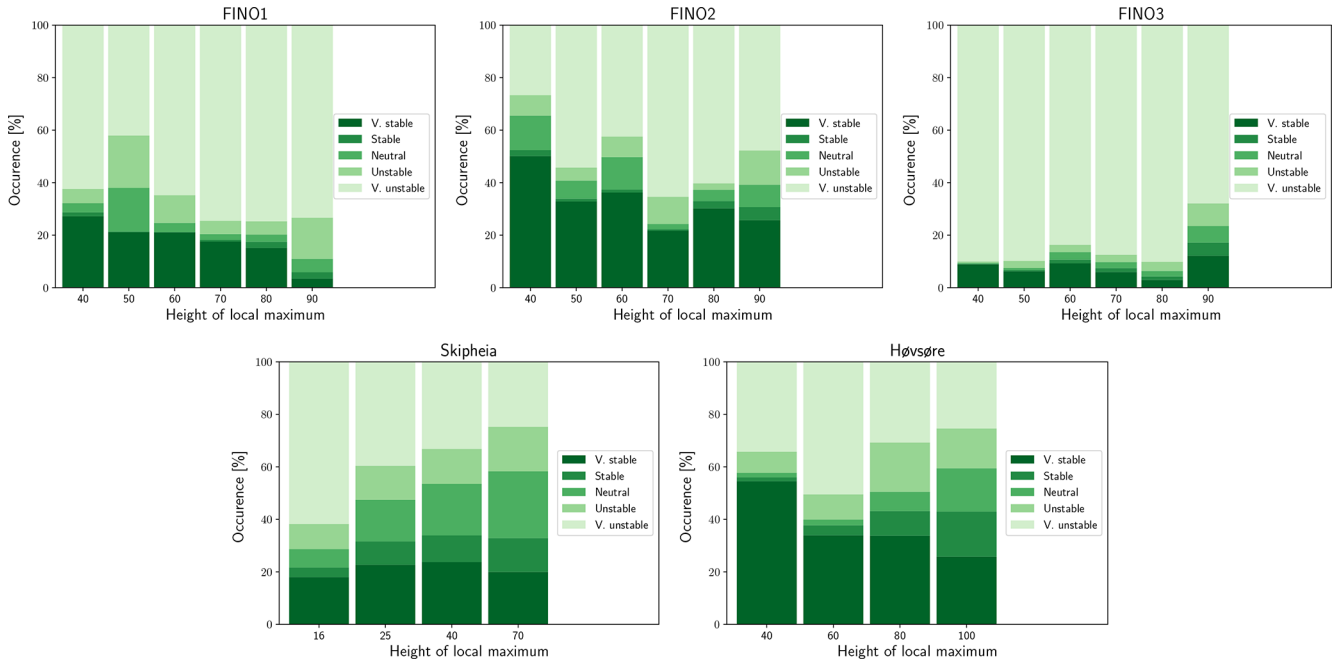 FINO1
100
80
60
40
20
0
Occurence [%]
V. stable
Stable
Neutral
Unstable
V. unstable
40 50 60 70 80 90
Height of local maximum
FINO2
100
80
60
40
20
0
Occurence [%]
V. stable
Stable
Neutral
Unstable
V. unstable
40 50 60 70 80 90
Height of local maximum
FINO3
100
80
60
40
20
0
Occurence [%]
V. stable
Stable
Neutral
Unstable
V. unstable
40 50 60 70 80 90
Height of local maximum
Skipheia
100
80
60
40
20
0
Occurence [%]
V. stable
Stable
Neutral
Unstable
V. unstable
16 25 40 70
Height of local maximum
Høvsøre
100
80
60
40
20
0
Occurence [%]
V. stable
Stable
Neutral
Unstable
V. unstable
40 60 80 100
Height of local maximum